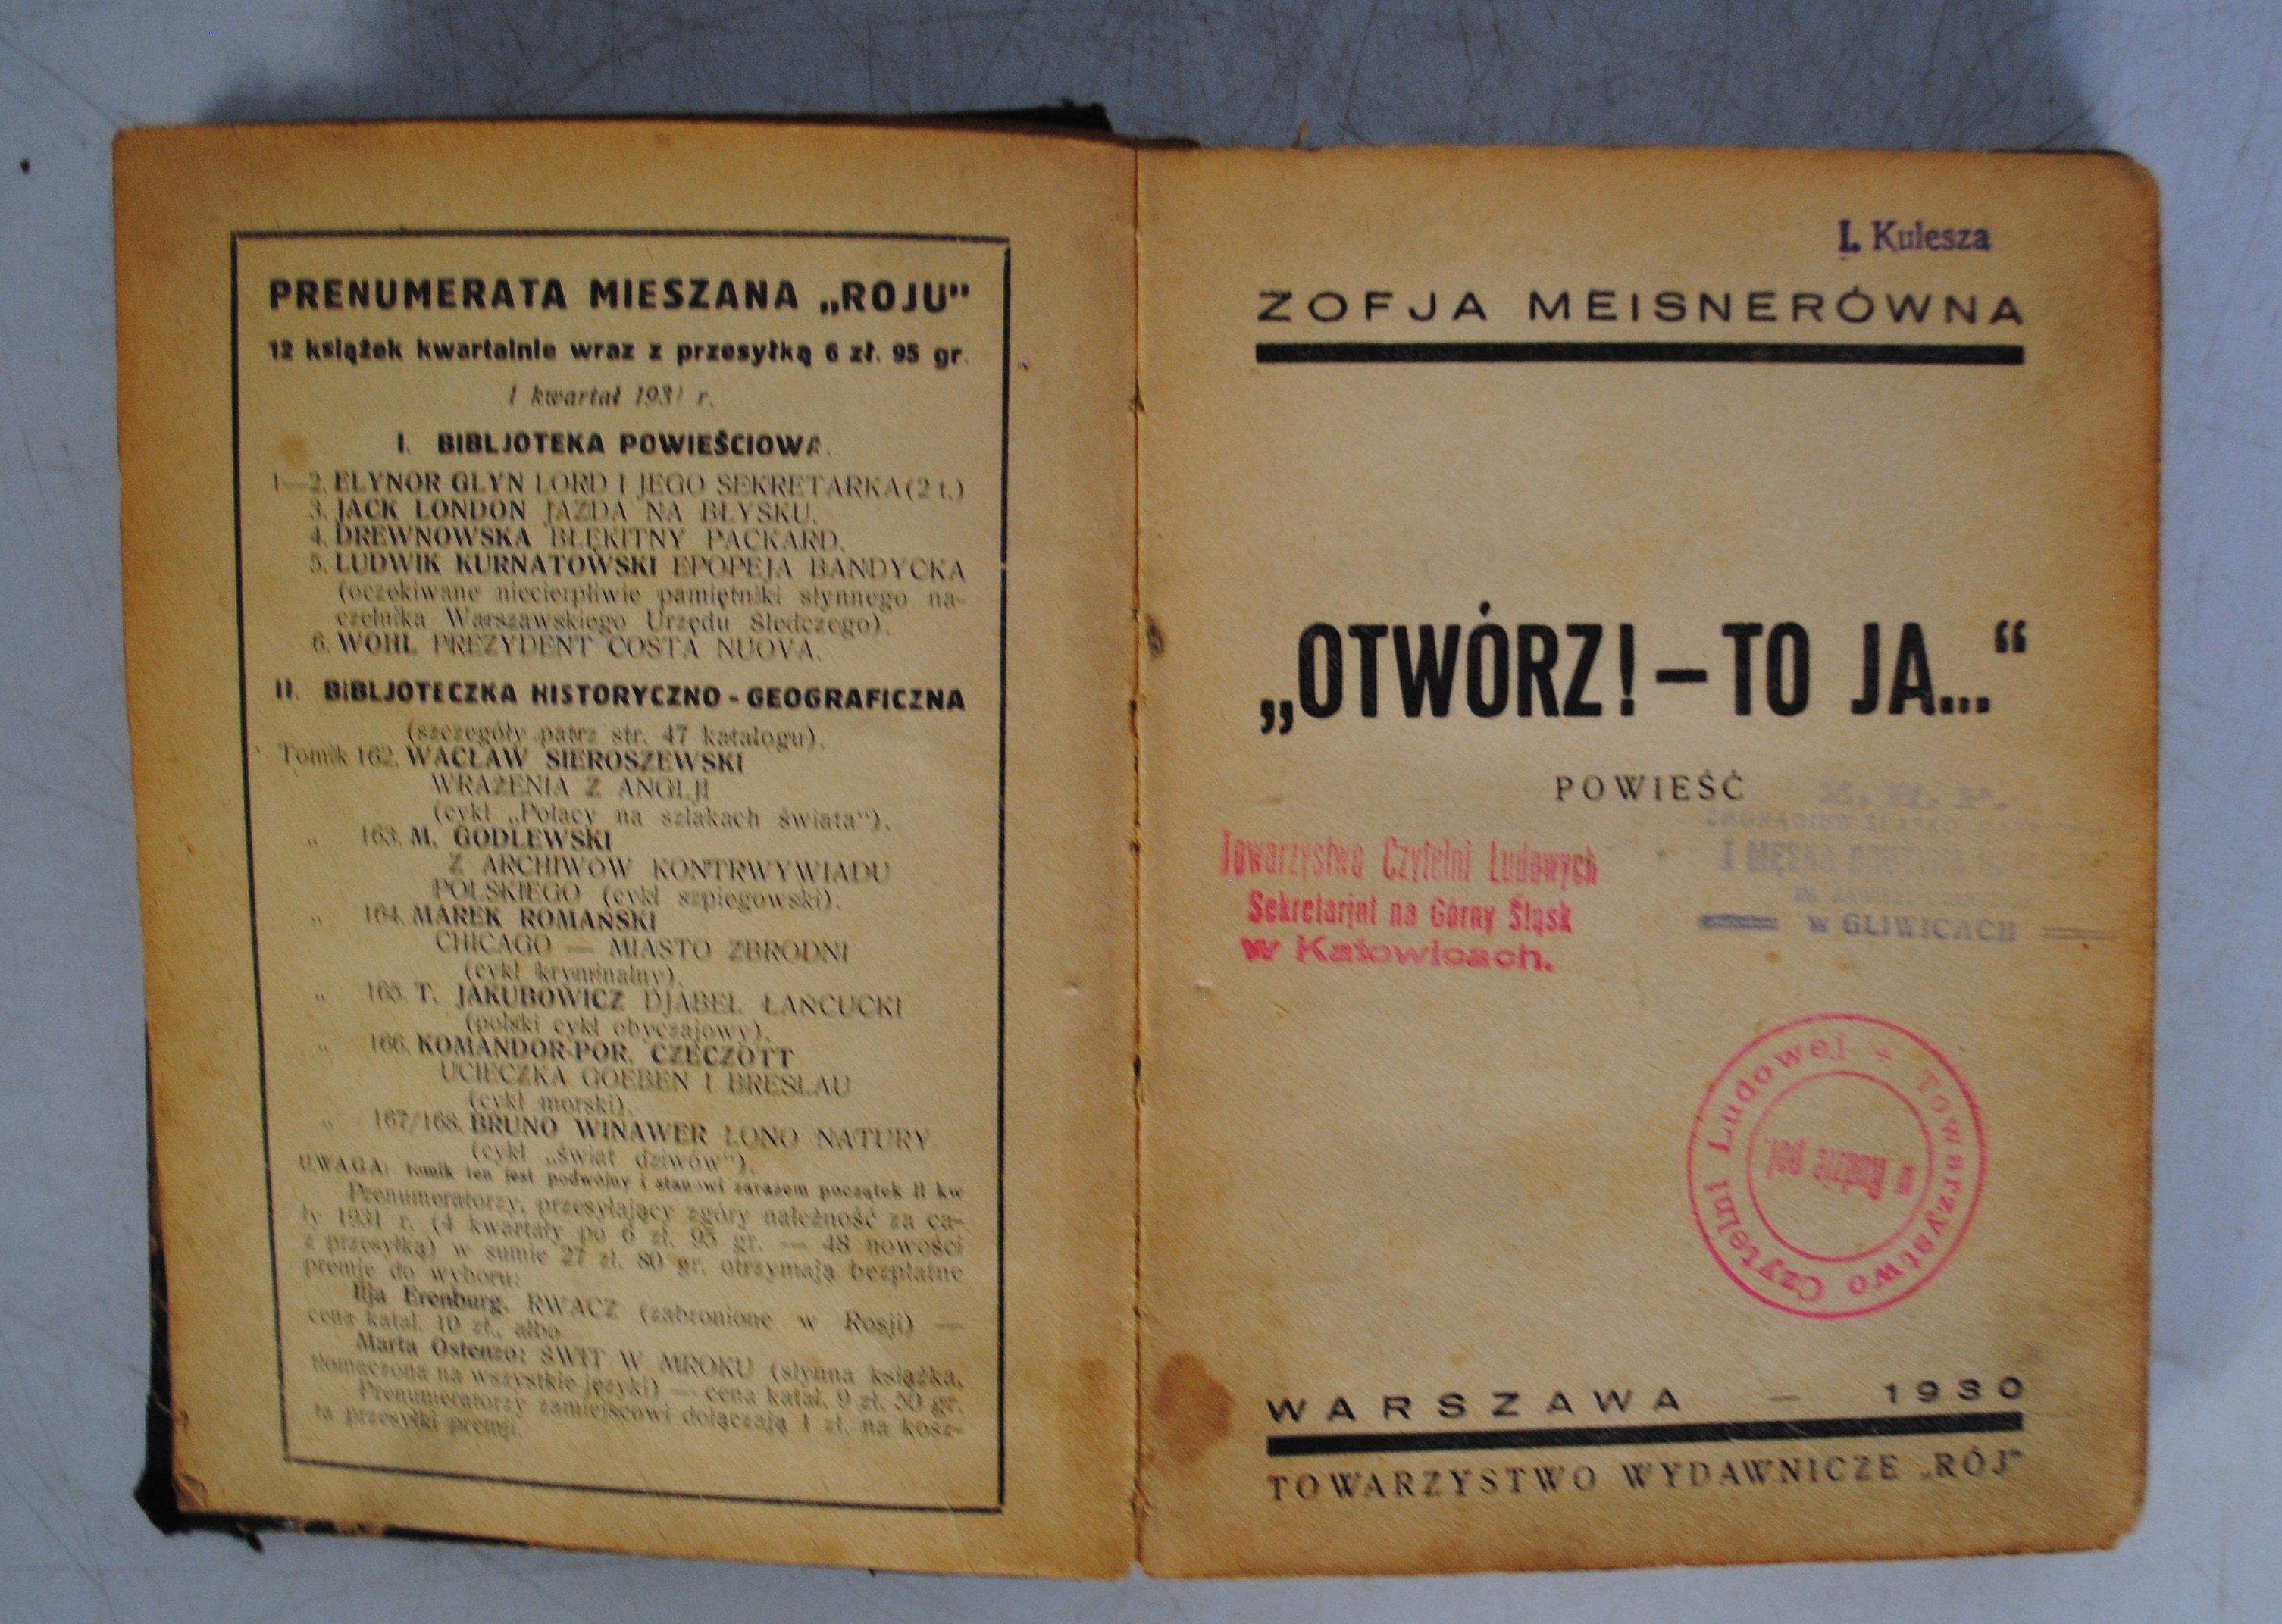 PRENUMERATA MIESZANA „ROJU"
12 książek kwartalnie wraz z przesyłką 6 zł. 95 gr.
I kwartał 1931 r.
I. BIBLJOTEKA POWIEŚCIOWA.
1—2. ELYNOR GLYN LORD I JEGO SEKRETARKA (2 t.)
3. JACK LONDON JAZDA NA BŁYSKU.
4. DREWNOWSKA BŁĘKITNY PACKARD.
5. LUDWIK KURNATOWSKI EPOPEJA BANDYCKA
(oczekiwane niecierpliwie pamiętniki słynnego na-
czelnika Warszawskiego Urzędu Śledczego).
6. WOHL PREZYDENT COSTA NUOVA.
II. BIBLJOTECZKA HISTORYCZNO - GEOGRAFICZNA
(szczegóły patrz str. 47 katalogu).
Tomik 162. WACŁAW SIEROSZEWSKI
WRAŻENIA Z ANGLJI
(cykl „Polacy na szlakach świata").
„ 163. M. GODLEWSKI
Z ARCHIWÓW KONTRWYWIADU
POLSKIEGO (cykl szpiegowski).
„ 164. MAREK ROMAŃSKI
CHICAGO — MIASTO ZBRODNI
(cykl kryminalny).
„ 165. T. JAKUBOWICZ DJABEŁ ŁAŃCUCKI
(polski cykl obyczajowy).
„ 166. KOMANDOR-POR. CZECZOTT
UCIECZKA GOEBEN I BRESLAU
(cykl morski).
„ 167/168. BRUNO WINAWER ŁONO NATURY
(cykl „świat dziwów").
UWAGA: tomik ten jest podwójny i stanowi zarazem początek II kw
Prenumeratorzy, przesyłający zgóry należność za ca-
ły 1931 r. (4 kwartały po 6 zł. 95 gr. — 48 nowości
z przesyłką) w sumie 27 zł. 80 gr. otrzymają bezpłatne
premje do wyboru:
Ilja Erenburg. RWACZ (zabronione w Rosji) —
cena katal. 10 zł., albo
Marta Ostenzo: ŚWIT W MROKU (słynna książka,
tłomaczona na wszystkie języki) — cena katal. 9 zł. 50 gr.
Prenumeratorzy zamiejscowi dołączają 1 zł. na kosz-
ta przesyłki premji.
I. Kulesza
ZOFJA MEISNERÓWNA
„OTWÓRZ! – TO JA..."
POWIEŚĆ
Z. H. P.
I MĘSKA DRUŻYNA
w GLIWICACH
Towarzystwo Czytelni Ludowych
Sekretarjat na Górny Śląsk
w Katowicach.
Towarzystwo Czytelni Ludowej *
w Rudzie poł.
WARSZAWA – 1930
TOWARZYSTWO WYDAWNICZE „RÓJ"